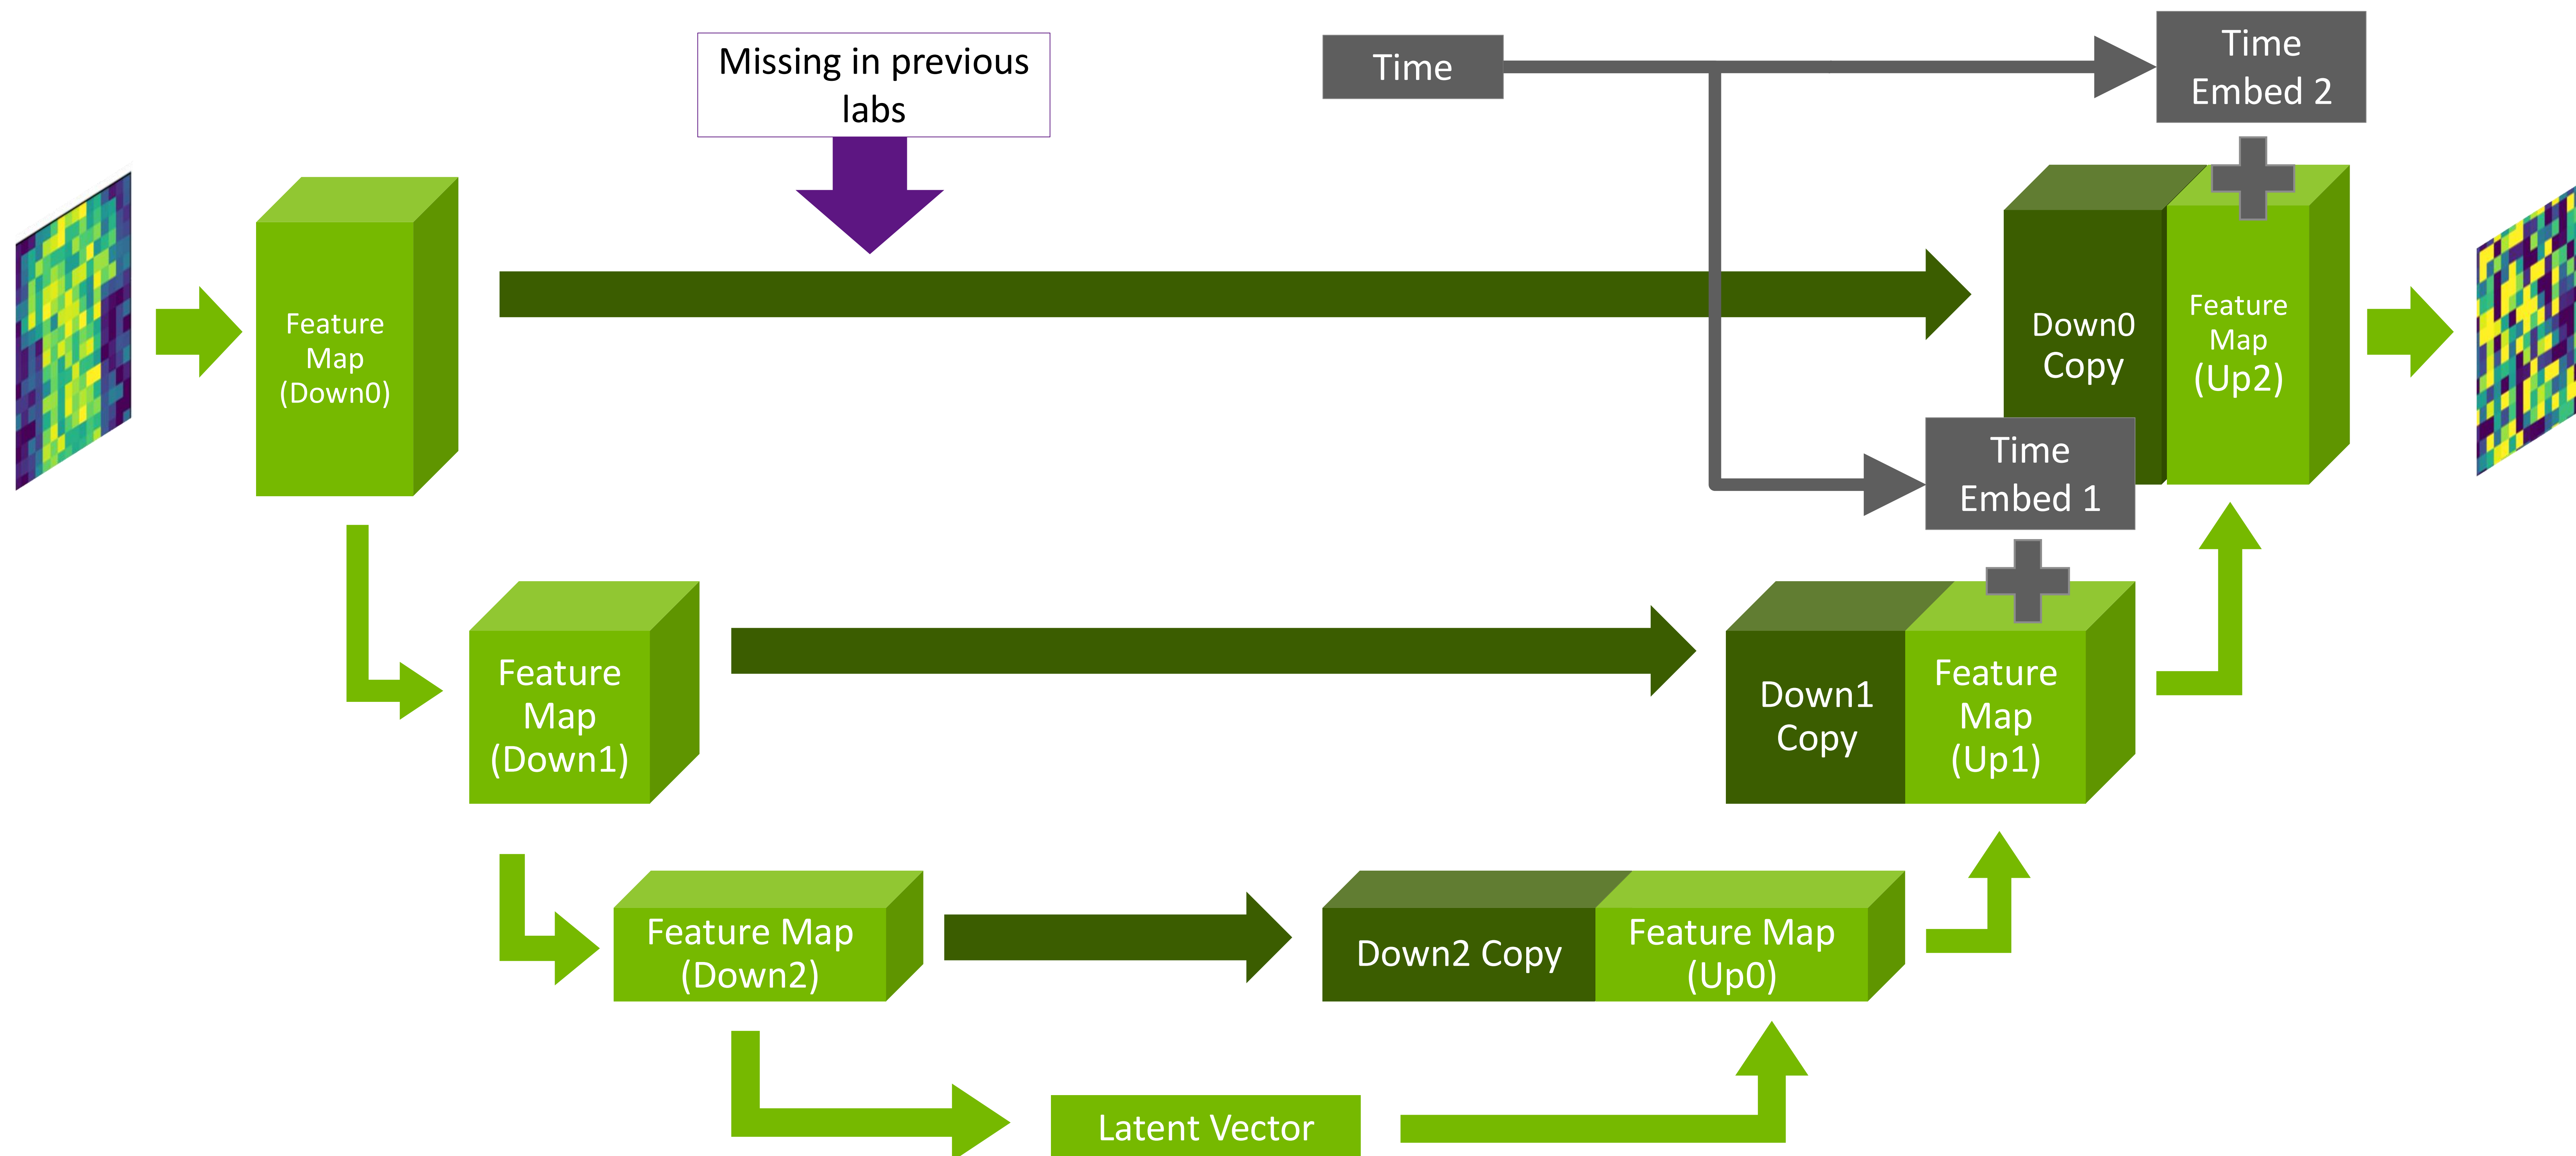 Missing in previous
labs
Time
Time
Embed 2
Feature
Map
(Down0)
Down0
Copy
Feature
Map
(Up2)
Time
Embed 1
Feature
Map
(Down1)
Down1
Copy
Feature
Map
(Up1)
Feature Map
(Down2)
Down2 Copy
Feature Map
(Up0)
Latent Vector